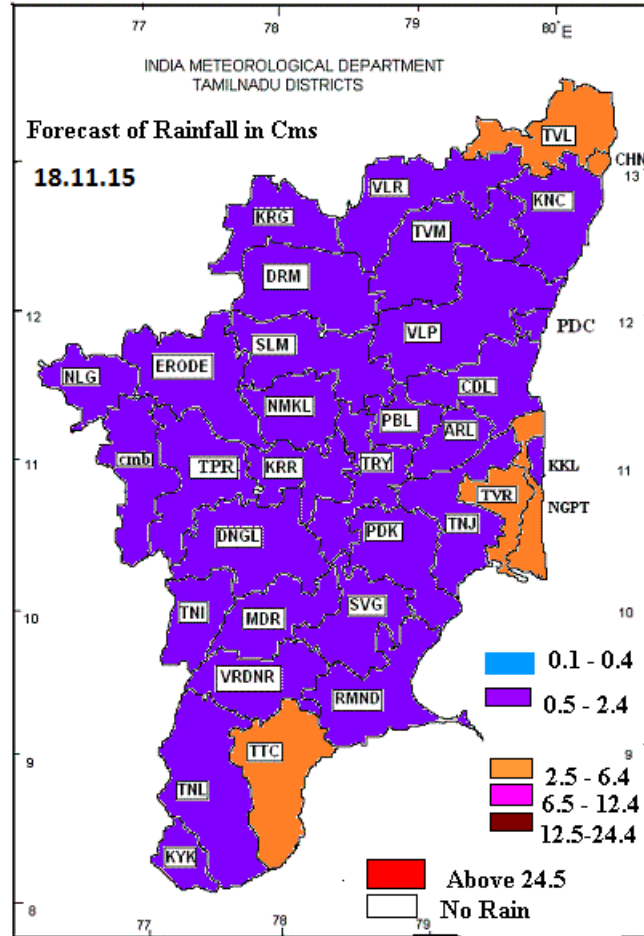 77 78 79 80° E
INDIA METEOROLOGICAL DEPARTMENT
TAMILNADU DISTRICTS
Forecast of Rainfall in Cms
TVL
CHN
13
18.11.15
VLR
KNC
KRG
TVM
DRM
12
12
PDC
SLM
VLP
ERODE
NLG
CDL
NMKL
PBL
ARL
11
cmb
TPR
KRR
TRY
KKL
11
TVR
NGPT
DNGL
PDK
TNJ
10
TNI
MDR
SVG
10
VRDNR
RMND
0.1 - 0.4
0.5 - 2.4
9
TTC
9
TNL
2.5 - 6.4
6.5 - 12.4
12.5-24.4
KYK
Above 24.5
8
No Rain
77 78 79